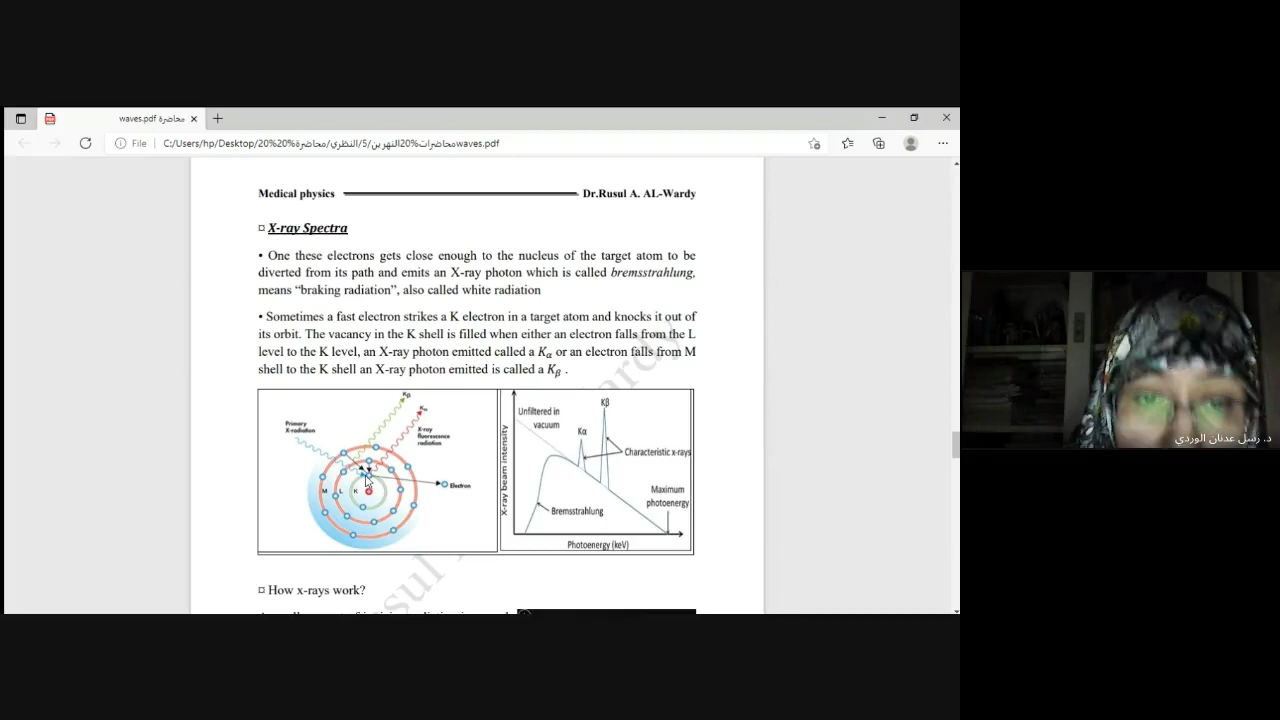 محاضرة waves.pdf
File
C:/Users/hp/Desktop/محاضرات%20النهرين/5/النظري/محاضرة%20%20waves.pdf
Medical physics
Dr.Rusul A. AL-Wardy
¤ X-ray Spectra
• One these electrons gets close enough to the nucleus of the target atom to be
diverted from its path and emits an X-ray photon which is called bremsstrahlung,
means “braking radiation”, also called white radiation
• Sometimes a fast electron strikes a K electron in a target atom and knocks it out of
its orbit. The vacancy in the K shell is filled when either an electron falls from the L
level to the K level, an X-ray photon emitted called a Kα or an electron falls from M
shell to the K shell an X-ray photon emitted is called a Kβ .
Kβ
Kα
Primary
X-radiation
X-ray
fluorescence
radiation
M L K
Electron
X-ray beam intensity
Unfiltered in
vacuum
Kα
Kβ
Characteristic x-rays
Maximum
photoenergy
Bremsstrahlung
Photoenergy (keV)
¤ How x-rays work?
د. رسل عدنان الوردي